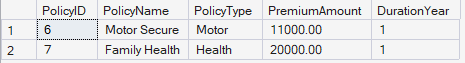 PolicyID PolicyName PolicyType PremiumAmount DurationYear
1 6 Motor Secure Motor 11000.00 1
2 7 Family Health Health 20000.00 1